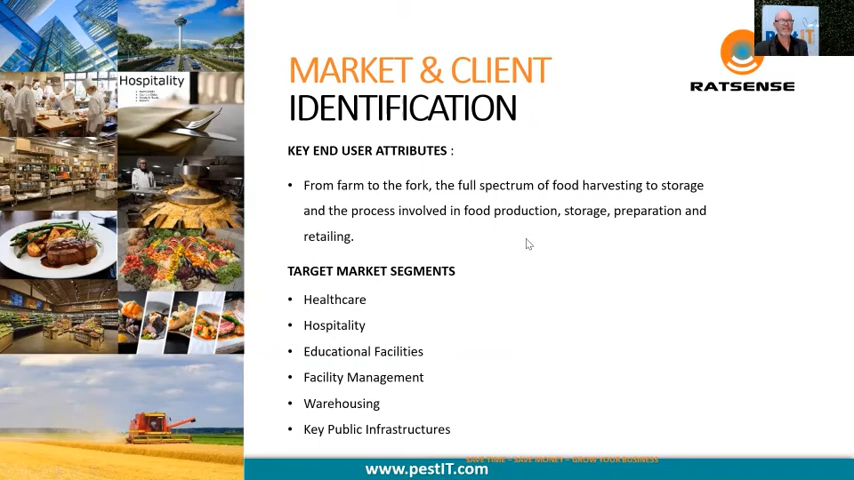 Hospitality
MARKET & CLIENT
IDENTIFICATION
RATSENSE
KEY END USER ATTRIBUTES :
• From farm to the fork, the full spectrum of food harvesting to storage
and the process involved in food production, storage, preparation and
retailing.
TARGET MARKET SEGMENTS
• Healthcare
• Hospitality
• Educational Facilities
• Facility Management
• Warehousing
• Key Public Infrastructures
SAVE TIME – SAVE MONEY – GROW YOUR BUSINESS
www.pestIT.com